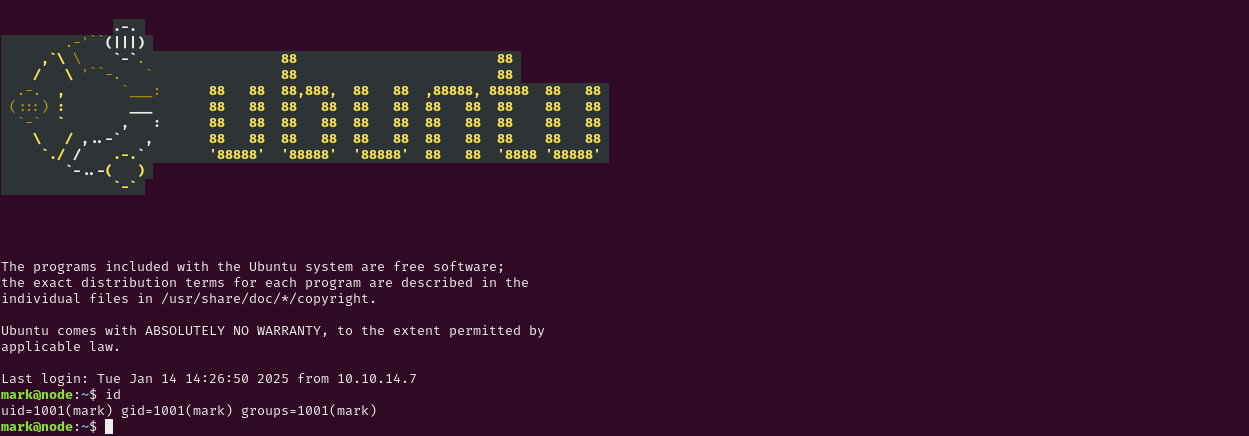 88                         88
                                   88                         88
                          88   88  88,888,  88   88  ,88888, 88888  88   88
                          88   88  88   88  88   88  88   88  88     88   88
                          88   88  88   88  88   88  88   88  88     88   88
                          88   88  88   88  88   88  88   88  88     88   88
                          '88888'  '88888'  '88888'  88   88  '8888 '88888'
The programs included with the Ubuntu system are free software;
the exact distribution terms for each program are described in the
individual files in /usr/share/doc/*/copyright.
Ubuntu comes with ABSOLUTELY NO WARRANTY, to the extent permitted by
applicable law.
Last login: Tue Jan 14 14:26:50 2025 from 10.10.14.7
mark@node:~$ id
uid=1001(mark) gid=1001(mark) groups=1001(mark)
mark@node:~$